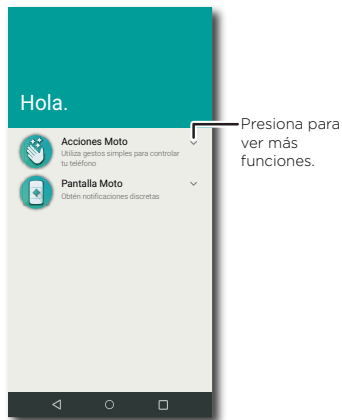 Hola.
Acciones Moto
Utiliza gestos simples para controlar
tu teléfono
Pantalla Moto
Obtén notificaciones discretas
Presiona para
ver más
funciones.